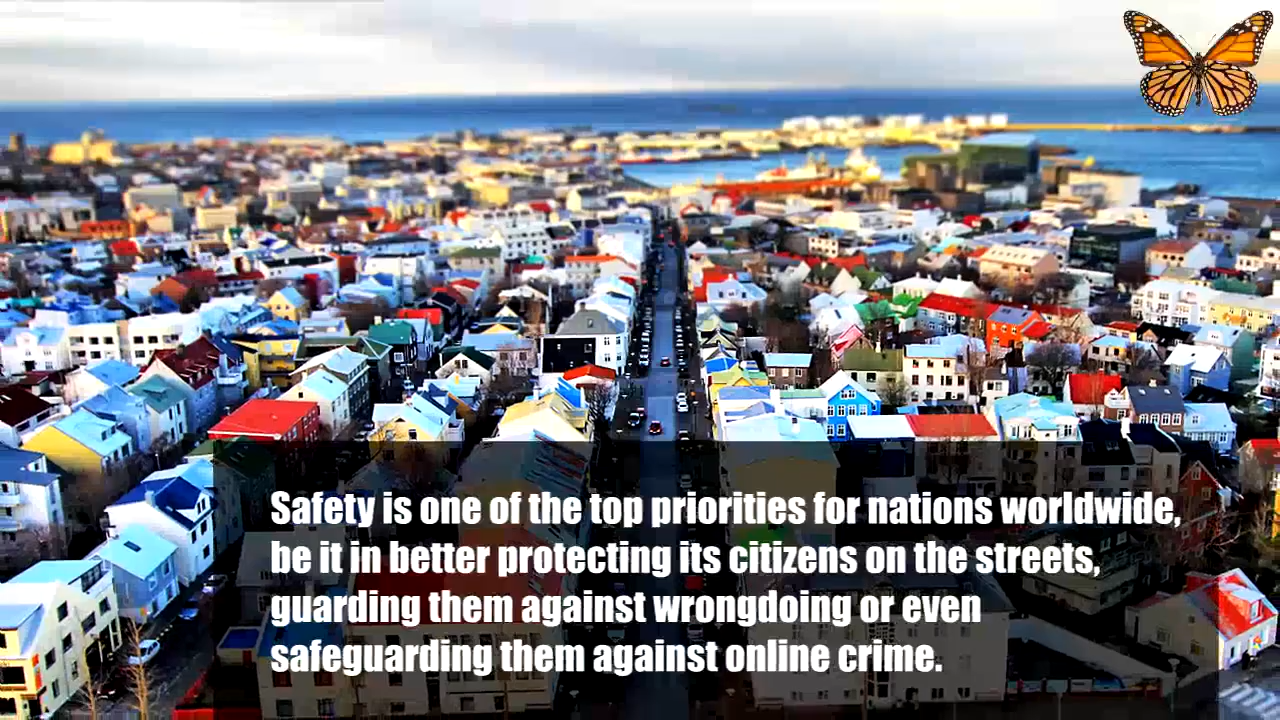 Safety is one of the top priorities for nations worldwide,
be it in better protecting its citizens on the streets,
guarding them against wrongdoing or even
safeguarding them against online crime.